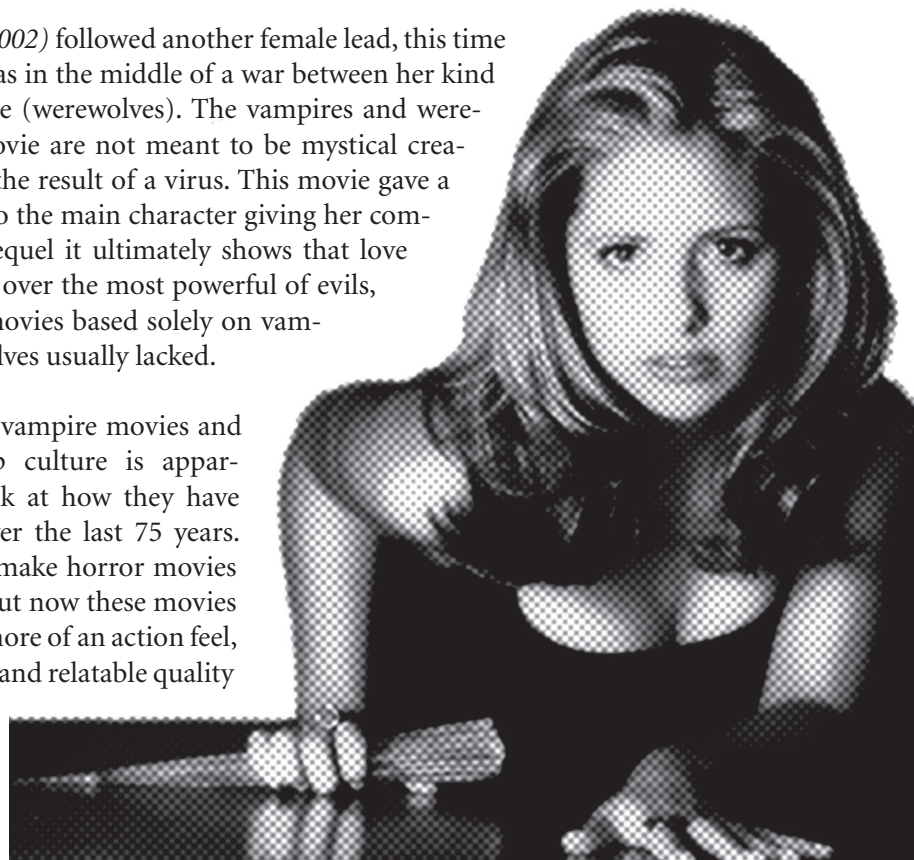 002) followed another female lead, this time
as in the middle of a war between her kind
e (werewolves). The vampires and were-
ovie are not meant to be mystical crea-
the result of a virus. This movie gave a
o the main character giving her com-
equel it ultimately shows that love
over the most powerful of evils,
movies based solely on vam-
lves usually lacked.
vampire movies and
p culture is appar-
k at how they have
er the last 75 years.
make horror movies
ut now these movies
nore of an action feel,
and relatable quality